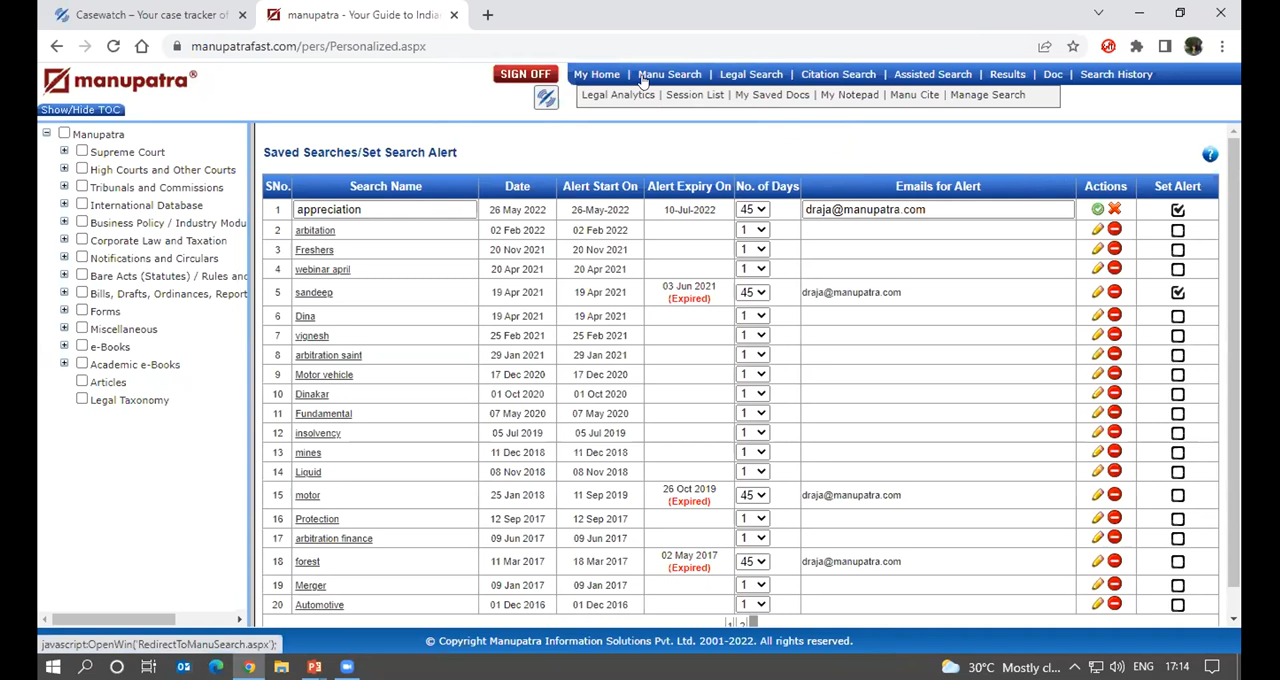 Casewatch – Your case tracker of
manupatra - Your Guide to India
manupatrafast.com/pers/Personalized.aspx
manupatra®
SIGN OFF
My Home | Manu Search | Legal Search | Citation Search | Assisted Search | Results | Doc | Search History
Legal Analytics | Session List | My Saved Docs | My Notepad | Manu Cite | Manage Search
Show/Hide TOC
Manupatra
Supreme Court
High Courts and Other Courts
Tribunals and Commissions
International Database
Business Policy / Industry Modu
Corporate Law and Taxation
Notifications and Circulars
Bare Acts (Statutes) / Rules and
Bills, Drafts, Ordinances, Report
Forms
Miscellaneous
e-Books
Academic e-Books
Articles
Legal Taxonomy
Saved Searches/Set Search Alert
?
SNo. Search Name Date Alert Start On Alert Expiry On No. of Days Emails for Alert Actions Set Alert
1 appreciation 26 May 2022 26-May-2022 10-Jul-2022 45 draja@manupatra.com
2 arbitation 02 Feb 2022 02 Feb 2022 1
3 Freshers 20 Nov 2021 20 Nov 2021 1
4 webinar april 20 Apr 2021 20 Apr 2021 1
5 sandeep 19 Apr 2021 19 Apr 2021 03 Jun 2021 (Expired) 45 draja@manupatra.com
6 Dina 19 Apr 2021 19 Apr 2021 1
7 vignesh 25 Feb 2021 25 Feb 2021 1
8 arbitration saint 29 Jan 2021 29 Jan 2021 1
9 Motor vehicle 17 Dec 2020 17 Dec 2020 1
10 Dinakar 01 Oct 2020 01 Oct 2020 1
11 Fundamental 07 May 2020 07 May 2020 1
12 insolvency 05 Jul 2019 05 Jul 2019 1
13 mines 11 Dec 2018 11 Dec 2018 1
14 Liquid 08 Nov 2018 08 Nov 2018 1
15 motor 25 Jan 2018 11 Sep 2019 26 Oct 2019 (Expired) 45 draja@manupatra.com
16 Protection 12 Sep 2017 12 Sep 2017 1
17 arbitration finance 09 Jun 2017 09 Jun 2017 1
18 forest 11 Mar 2017 18 Mar 2017 02 May 2017 (Expired) 45 draja@manupatra.com
19 Merger 09 Jan 2017 09 Jan 2017 1
20 Automotive 01 Dec 2016 01 Dec 2016 1
javascript:OpenWin('RedirectToManuSearch.aspx');
© Copyright Manupatra Information Solutions Pvt. Ltd. 2001-2022. All rights reserved.
30°C Mostly cl... ENG 17:14